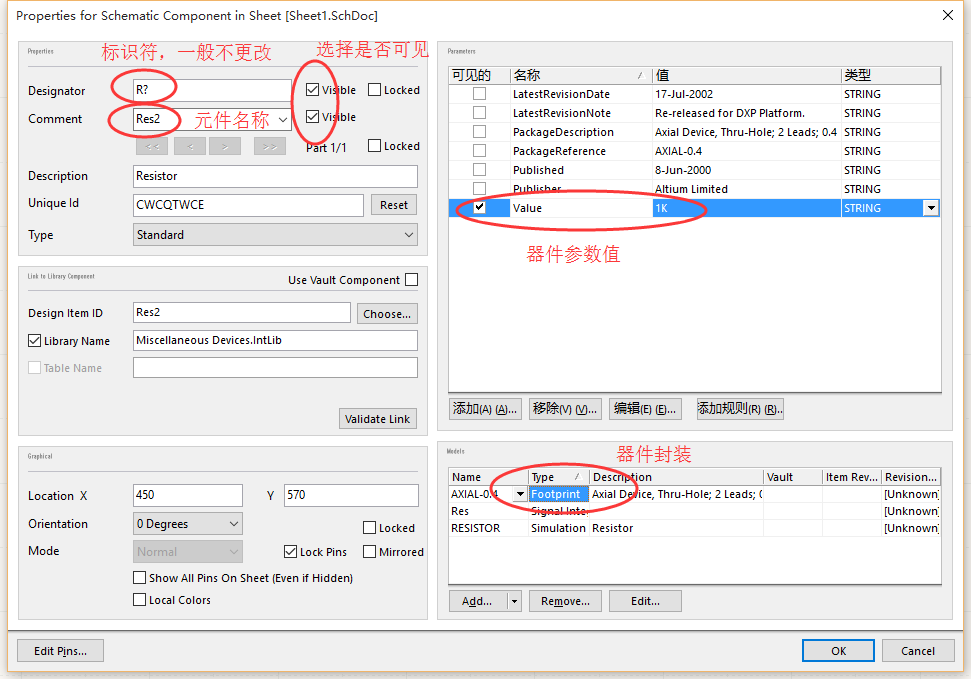 Properties for Schematic Component in Sheet [Sheet1.SchDoc]
Properties
标识符，一般不更改
选择是否可见
Designator R? Visible Locked
Comment Res2 元件名称 Visible
<< < > >> Part 1/1 Locked
Description Resistor
Unique Id CWCQTWCE Reset
Type Standard
Link to Library Component
Use Vault Component
Design Item ID Res2 Choose...
Library Name Miscellaneous Devices.IntLib
Table Name
Validate Link
Graphical
Location X 450 Y 570
Orientation 0 Degrees Locked
Mode Normal Lock Pins Mirrored
Show All Pins On Sheet (Even if Hidden)
Local Colors
Parameters
可见的 名称 / 值 类型
LatestRevisionDate 17-Jul-2002 STRING
LatestRevisionNote Re-released for DXP Platform. STRING
PackageDescription Axial Device, Thru-Hole; 2 Leads; 0.4 STRING
PackageReference AXIAL-0.4 STRING
Published 8-Jun-2000 STRING
Publisher Altium Limited STRING
Value 1K STRING
器件参数值
添加(A) (A)... 移除(V) (V)... 编辑(E) (E)... 添加规则(R) (R)..
Models
器件封装
Name Type / Description Vault Item Rev... Revision...
AXIAL-0.4 Footprint Axial Device, Thru-Hole; 2 Leads; [Unknown]
Res Signal Inte [Unknown]
RESISTOR Simulation Resistor [Unknown]
Add... Remove... Edit...
Edit Pins... OK Cancel